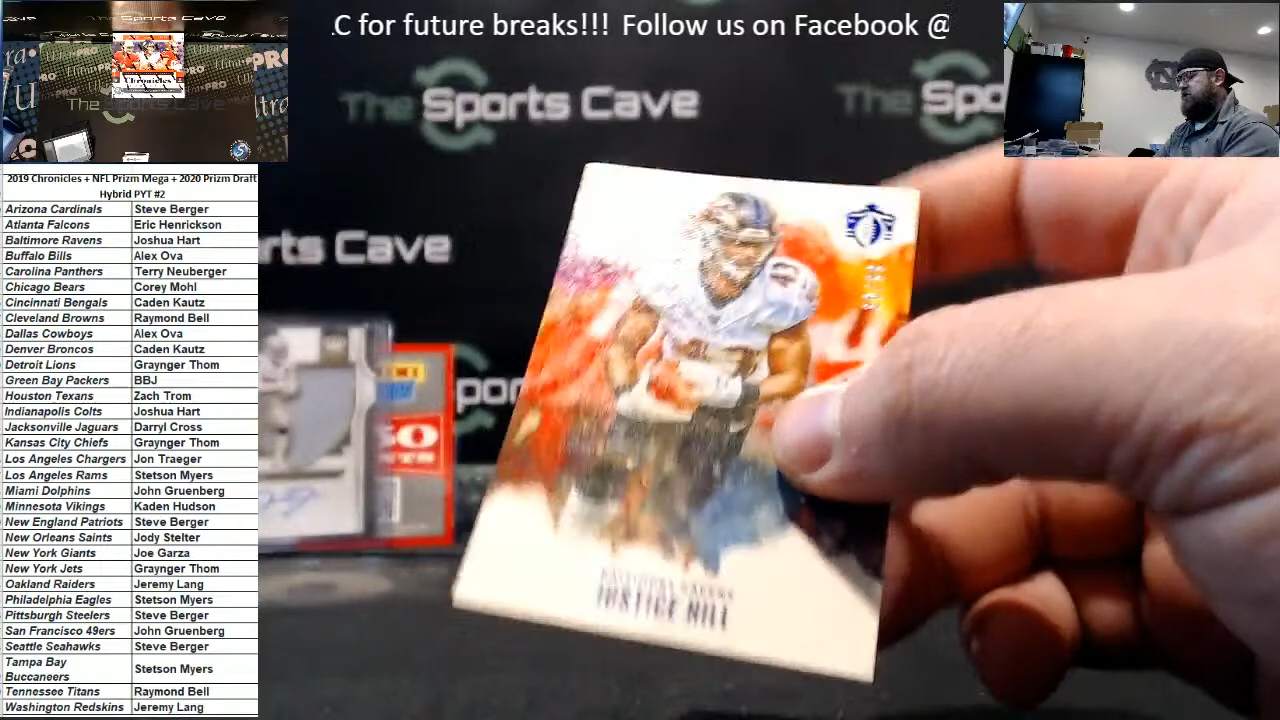 .C for future breaks!!! Follow us on Facebook @
The Sports Cave
The Spo
rts Cave
Chronicles
PRO
2019 Chronicles + NFL Prizm Mega + 2020 Prizm Draft
Hybrid PYT #2
Arizona Cardinals Steve Berger
Atlanta Falcons Eric Henrickson
Baltimore Ravens Joshua Hart
Buffalo Bills Alex Ova
Carolina Panthers Terry Neuberger
Chicago Bears Corey Mohl
Cincinnati Bengals Caden Kautz
Cleveland Browns Raymond Bell
Dallas Cowboys Alex Ova
Denver Broncos Caden Kautz
Detroit Lions Graynger Thom
Green Bay Packers BBJ
Houston Texans Zach Trom
Indianapolis Colts Joshua Hart
Jacksonville Jaguars Darryl Cross
Kansas City Chiefs Graynger Thom
Los Angeles Chargers Jon Traeger
Los Angeles Rams Stetson Myers
Miami Dolphins John Gruenberg
Minnesota Vikings Kaden Hudson
New England Patriots Steve Berger
New Orleans Saints Jody Stelter
New York Giants Joe Garza
New York Jets Graynger Thom
Oakland Raiders Jeremy Lang
Philadelphia Eagles Stetson Myers
Pittsburgh Steelers Steve Berger
San Francisco 49ers John Gruenberg
Seattle Seahawks Steve Berger
Tampa Bay
Buccaneers Stetson Myers
Tennessee Titans Raymond Bell
Washington Redskins Jeremy Lang
JUSTICE HILL